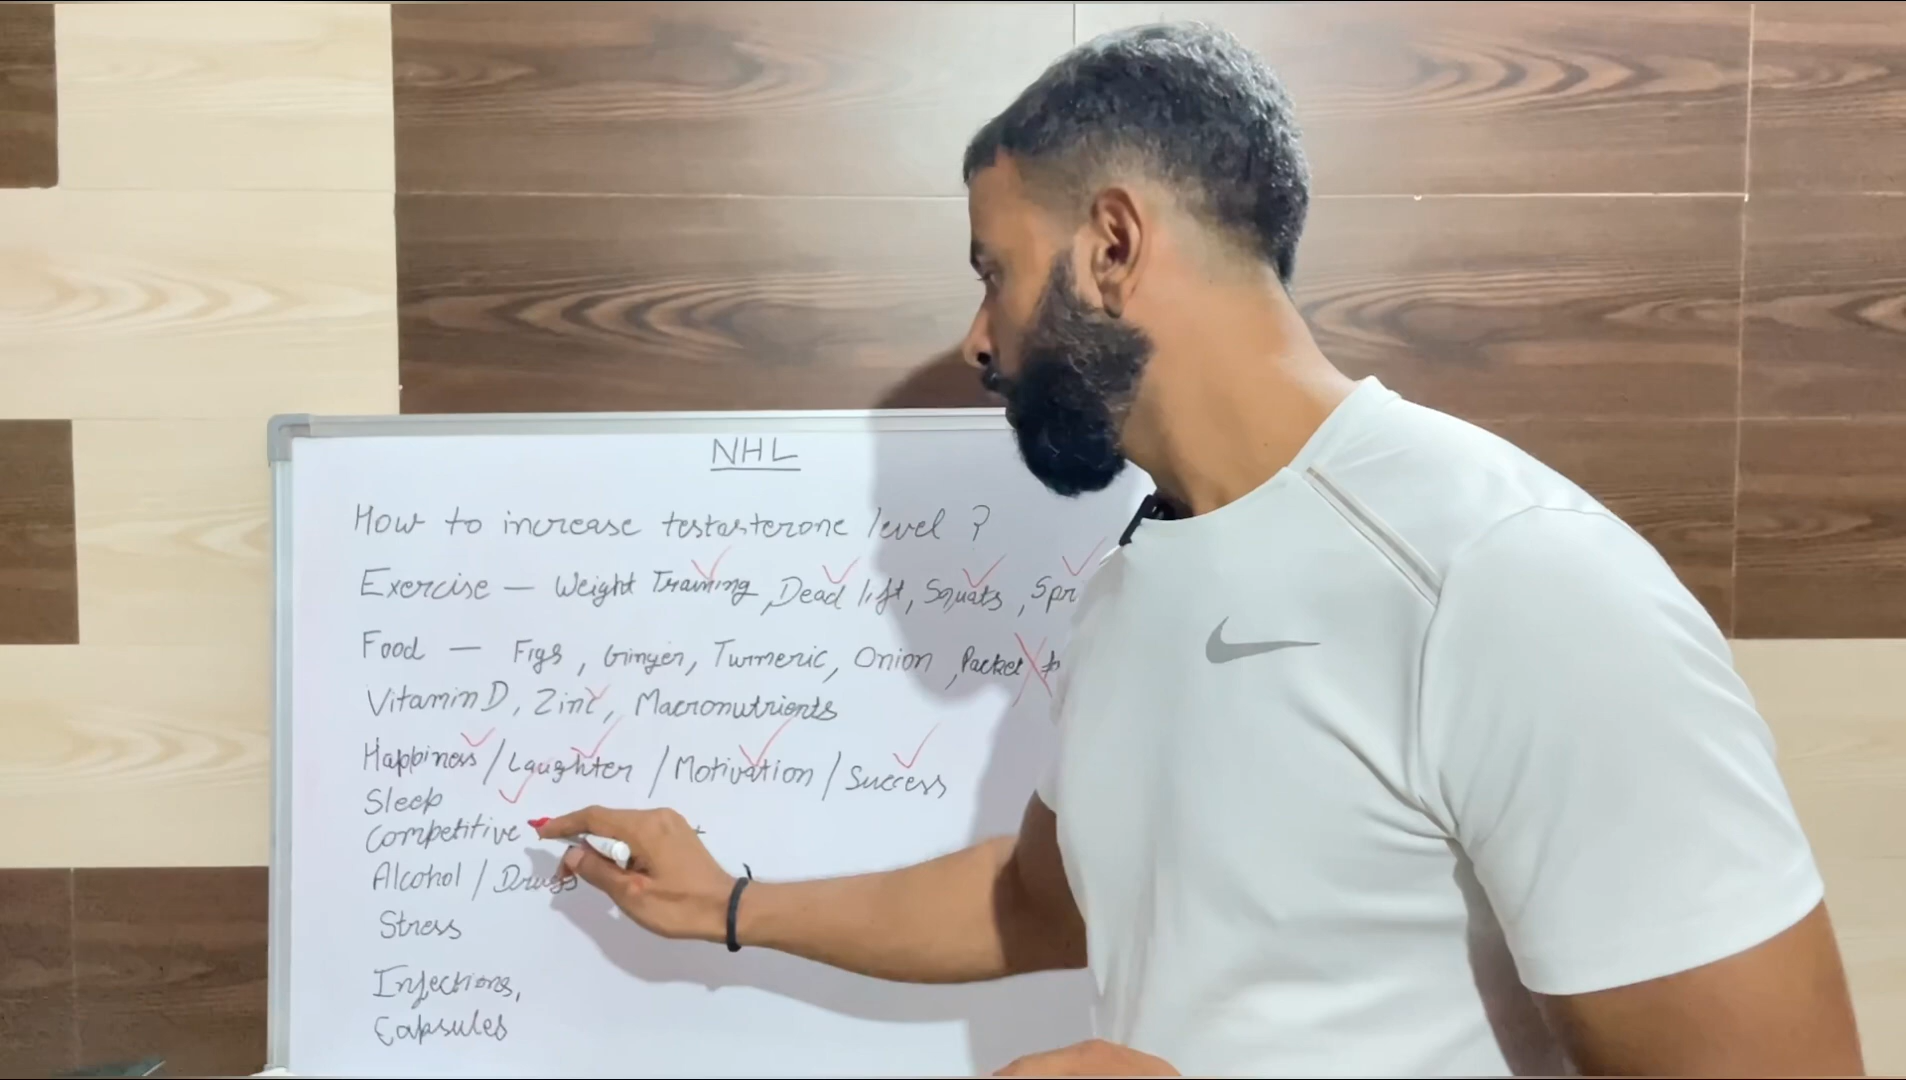 NHL
How to increase testasterone level ?
Exercise — Weight Training, Dead lift, Squats, Spr
Food — Figs, Ginger, Turmeric, Onion, Packet
Vitamin D, Zinc, Macronutrients
Happiness / Laughter / Motivation / Success
Sleep
Competitive
Alcohol / Drugs
Stress
Injections,
Capsules